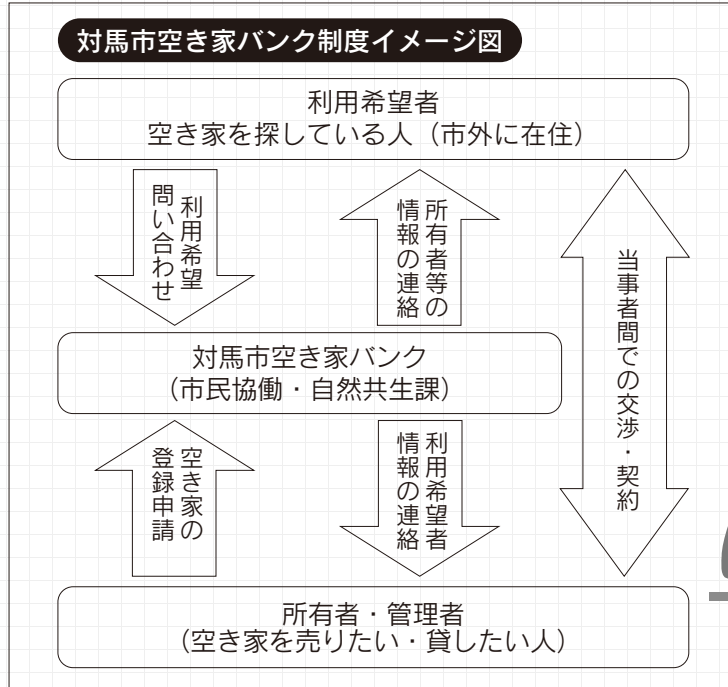 対馬市空き家バンク制度イメージ図
利用希望者
空き家を探している人（市外に在住）
利用希望
問い合わせ
所有者等の
情報の連絡
当事者間での交渉・契約
対馬市空き家バンク
（市民協働・自然共生課）
空き家の
登録申請
利用希望者
情報の連絡
所有者・管理者
（空き家を売りたい・貸したい人）